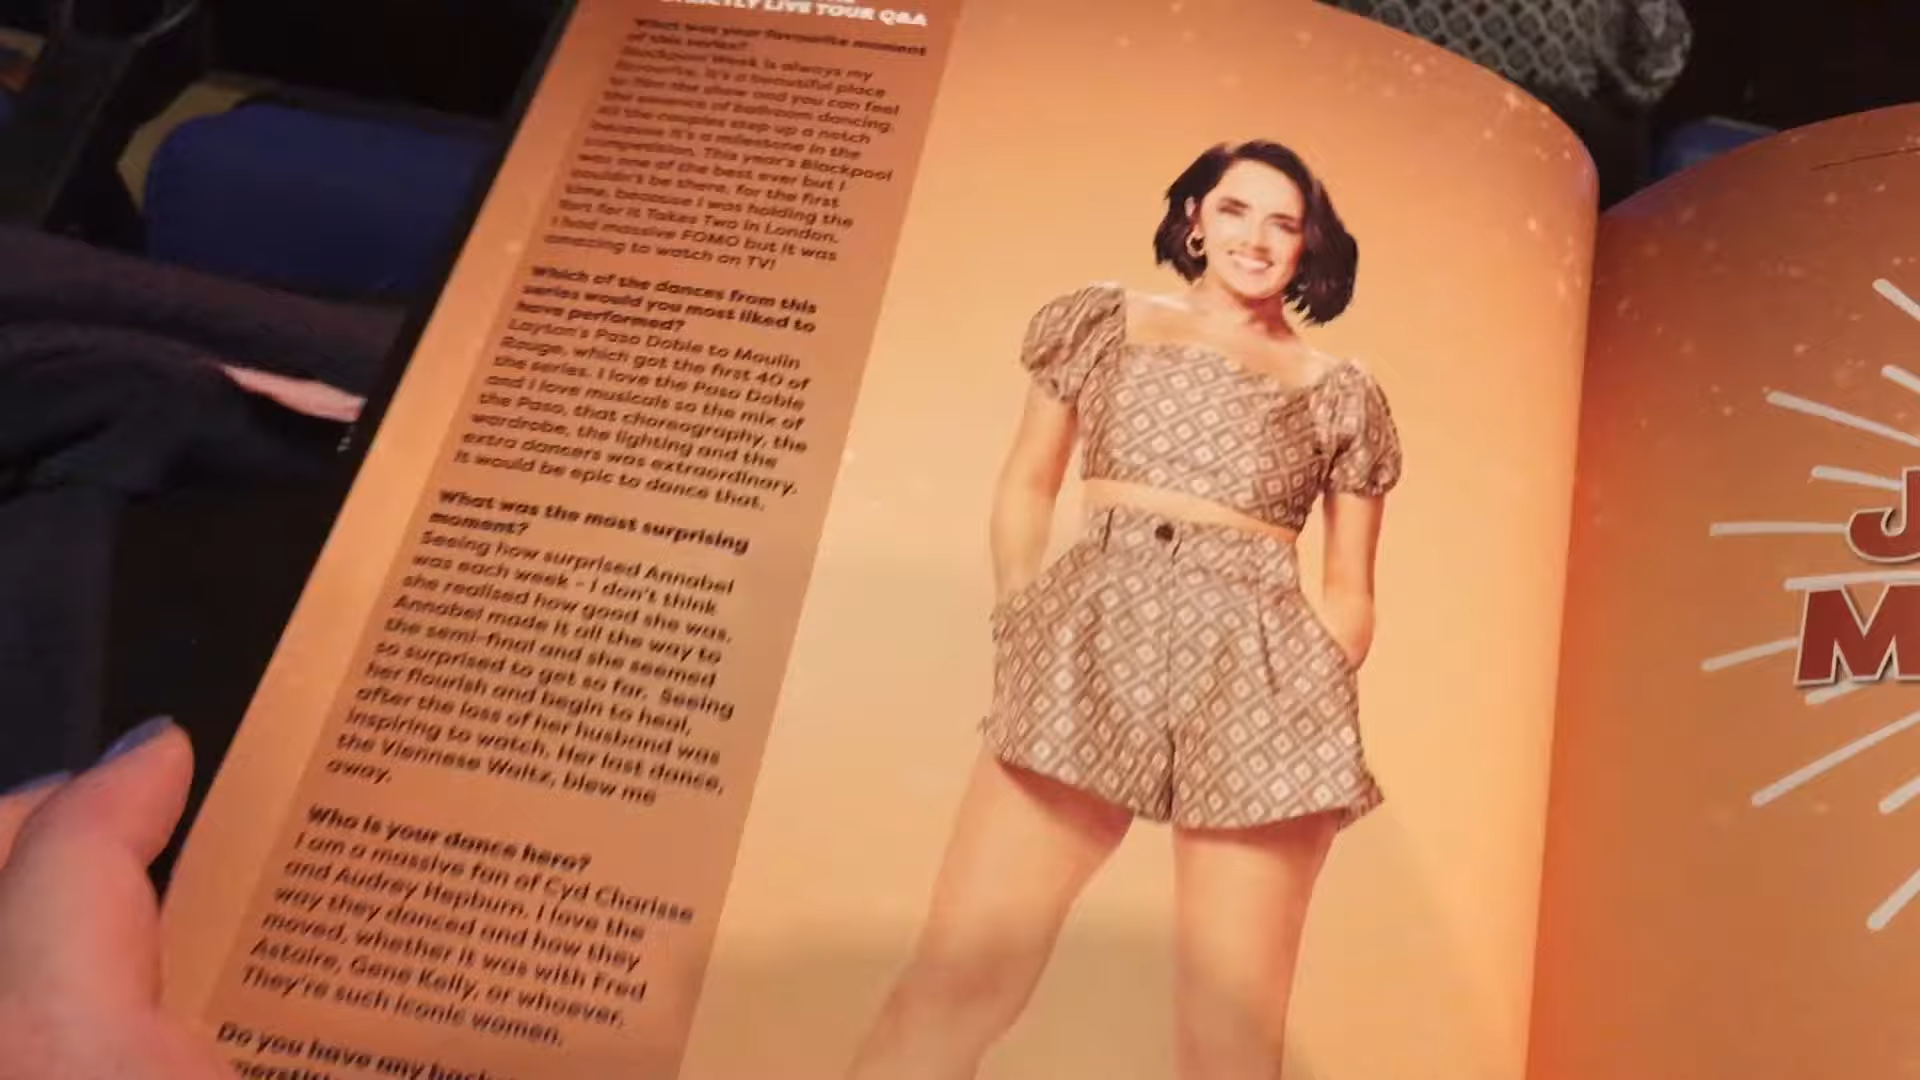 STRICTLY LIVE TOUR Q&A
What was your favourite moment
of this series?
Blackpool Week is always my
favourite. It's a beautiful place
to film the show and you can feel
the essence of ballroom dancing.
All the couples step up a notch
because it's a milestone in the
competition. This year's Blackpool
was one of the best ever but I
couldn't be there, for the first
time, because I was holding the
fort for It Takes Two in London.
I had massive FOMO but it was
amazing to watch on TV!
Which of the dances from this
series would you most liked to
have performed?
Layton's Paso Doble to Moulin
Rouge, which got the first 40 of
the series. I love the Paso Doble
and I love musicals so the mix of
the Paso, that choreography, the
wardrobe, the lighting and the
extra dancers was extraordinary.
It would be epic to dance that.
What was the most surprising
moment?
Seeing how surprised Annabel
was each week - I don't think
she realised how good she was.
Annabel made it all the way to
the semi-final and she seemed
so surprised to get so far. Seeing
her flourish and begin to heal,
after the loss of her husband was
inspiring to watch. Her last dance,
the Viennese Waltz, blew me
away.
Who is your dance hero?
I am a massive fan of Cyd Charisse
and Audrey Hepburn. I love the
way they danced and how they
moved, whether it was with Fred
Astaire, Gene Kelly, or whoever.
They're such iconic women.
Do you have any
J
M